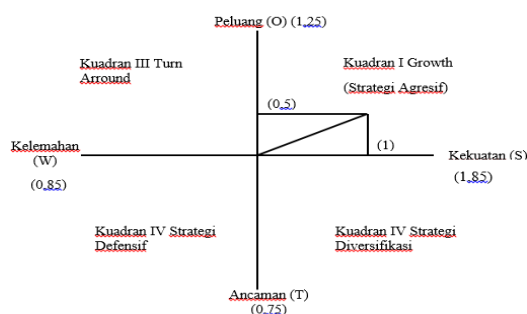 Peluang (O) (1,25)
Kuadran III Turn
Arround
Kuadran I Growth
(Strategi Agresif)
(0,5)
Kelemahan
(W)
(0,85)
(1)
Kekuatan (S)
(1,85)
Kuadran IV Strategi
Defensif
Kuadran IV Strategi
Diversifikasi
Ancaman (T)
(0,75)